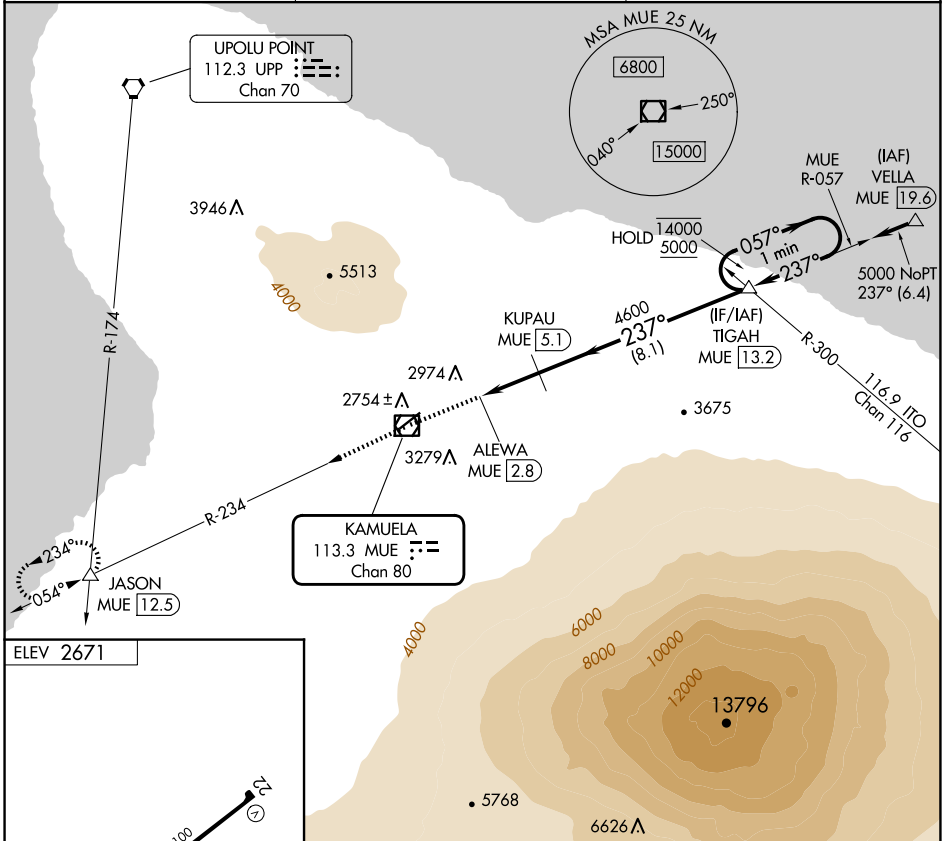 MSA MUE 25 NM
6800
250°
040°
15000
UPOLU POINT
112.3 UPP
Chan 70
R-174
3946
5513
4000
HOLD
14000
5000
057°
1 min
237°
MUE
R-057
(IAF)
VELLA
MUE 19.6
5000 NoPT
237° (6.4)
(IF/IAF)
TIGAH
MUE 13.2
R-300
116.9 ITO
Chan 116
4600
237°
(8.1)
KUPAU
MUE 5.1
3675
2974
2754 ±
3279
ALEWA
MUE 2.8
KAMUELA
113.3 MUE
Chan 80
R-234
234°
054°
JASON
MUE 12.5
4000
6000
8000
10000
12000
13796
5768
6626
ELEV 2671
22
V
100